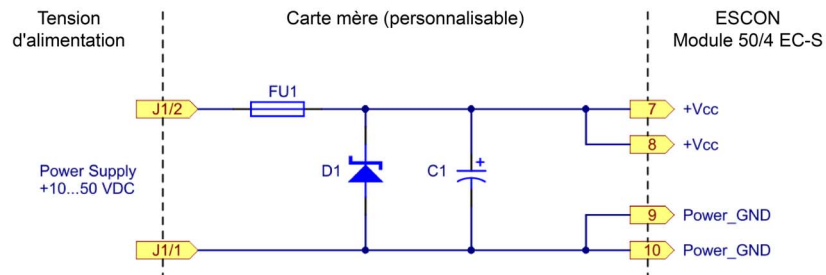 Tension
d'alimentation
Carte mère (personnalisable)
ESCON
Module 50/4 EC-S
FU1
J1/2
7 +Vcc
8 +Vcc
Power Supply
+10...50 VDC
D1
C1
+
9 Power_GND
J1/1
10 Power_GND